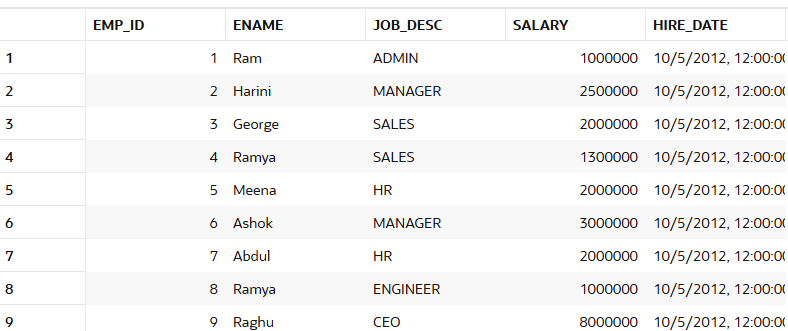 EMP_ID ENAME JOB_DESC SALARY HIRE_DATE
1 1 Ram ADMIN 1000000 10/5/2012, 12:00:00
2 2 Harini MANAGER 2500000 10/5/2012, 12:00:00
3 3 George SALES 2000000 10/5/2012, 12:00:00
4 4 Ramya SALES 1300000 10/5/2012, 12:00:00
5 5 Meena HR 2000000 10/5/2012, 12:00:00
6 6 Ashok MANAGER 3000000 10/5/2012, 12:00:00
7 7 Abdul HR 2000000 10/5/2012, 12:00:00
8 8 Ramya ENGINEER 1000000 10/5/2012, 12:00:00
9 9 Raghu CEO 8000000 10/5/2012, 12:00:00